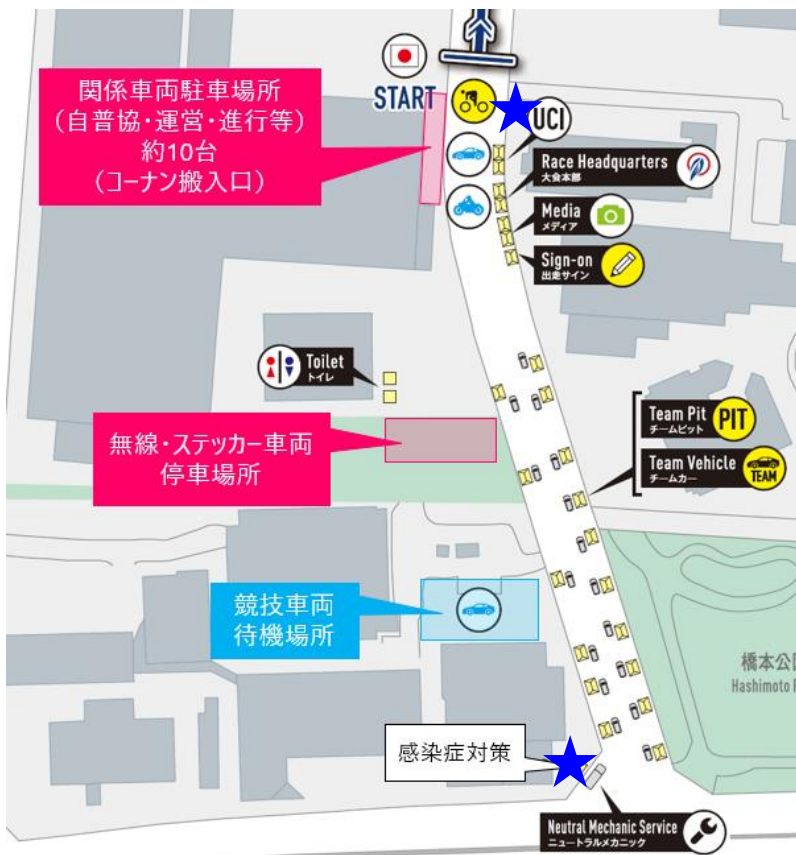 START
関係車両駐車場所
（自普協・運営・進行等）
約10台
（コーナン搬入口）
UCI
Race Headquarters
大会本部
Media
メディア
Sign-on
出走サイン
Toilet
トイレ
無線・ステッカー車両
停車場所
Team Pit
チームピット
PIT
Team Vehicle
チームカー
TEAM
競技車両
待機場所
橋本公
Hashimoto
感染症対策
Neutral Mechanic Service
ニュートラルメカニック